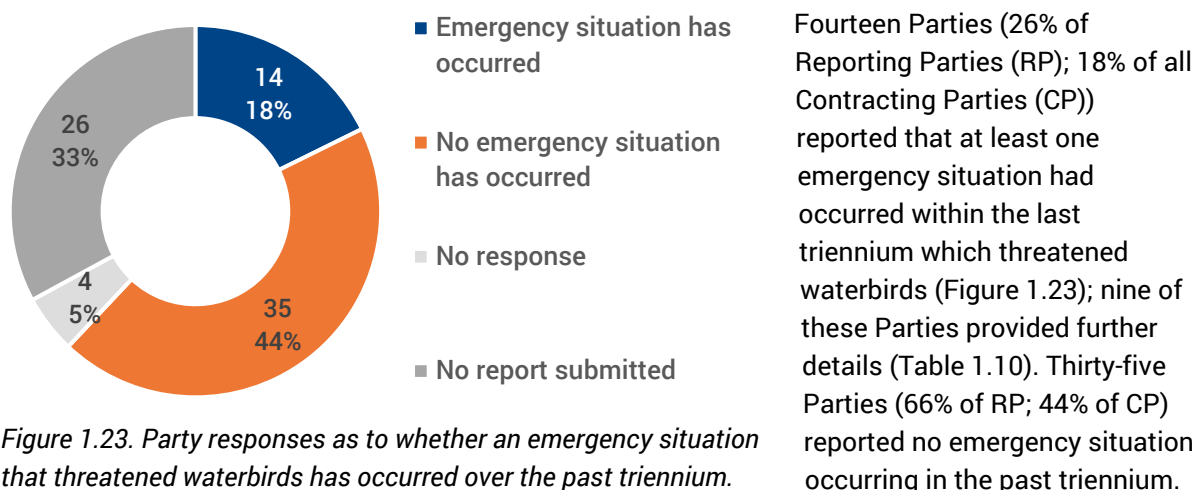 14
18%
35
44%
4
5%
26
33%
Emergency situation has
occurred
No emergency situation
has occurred
No response
No report submitted
Figure 1.23. Party responses as to whether an emergency situation
that threatened waterbirds has occurred over the past triennium.
Fourteen Parties (26% of
Reporting Parties (RP); 18% of all
Contracting Parties (CP))
reported that at least one
emergency situation had
occurred within the last
triennium which threatened
waterbirds (Figure 1.23); nine of
these Parties provided further
details (Table 1.10). Thirty-five
Parties (66% of RP; 44% of CP)
reported no emergency situation
occurring in the past triennium.